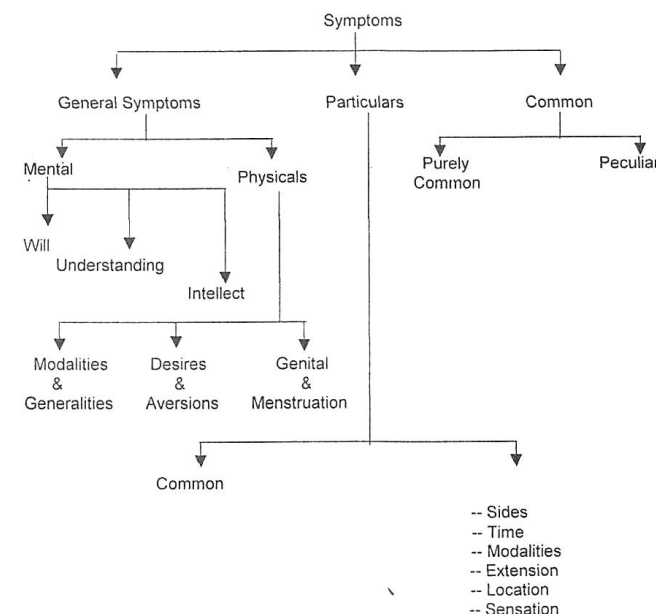 Symptoms
General Symptoms
Particulars
Common
Mental
Physicals
Purely
Common
Peculiar
Will
Understanding
Intellect
Modalities
&
Generalities
Desires
&
Aversions
Genital
&
Menstruation
Common
-- Sides
-- Time
-- Modalities
-- Extension
-- Location
-- Sensation